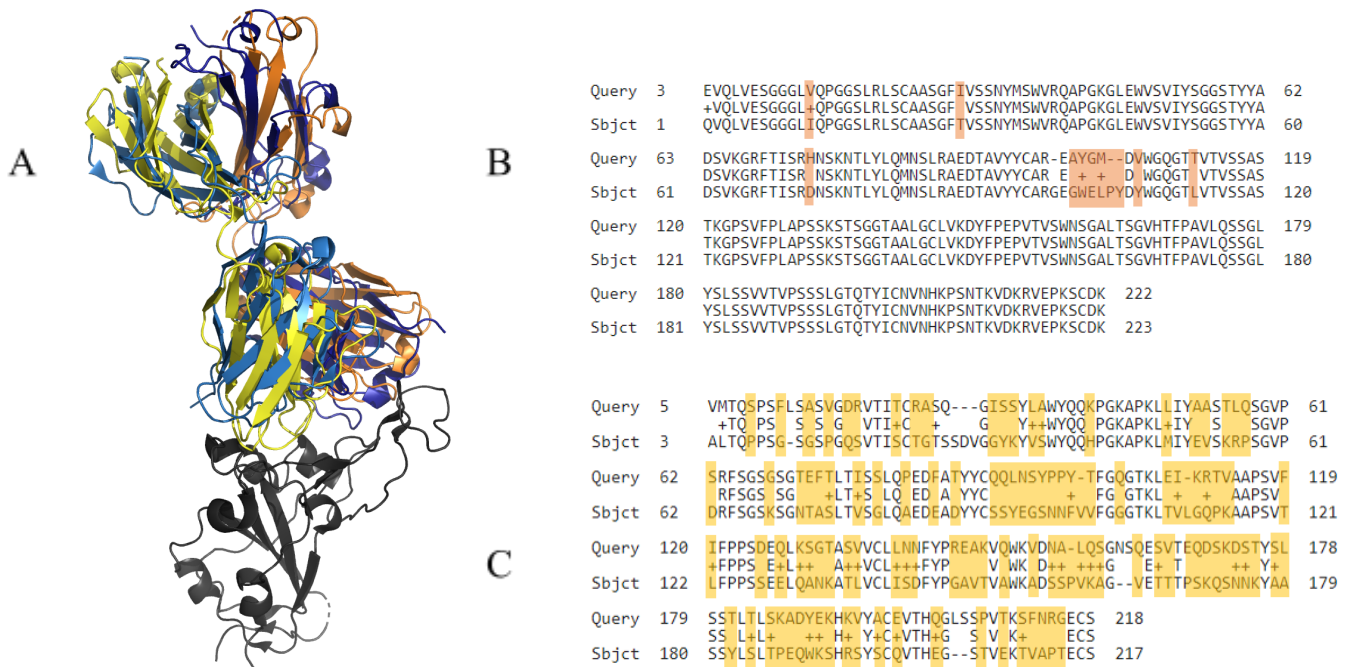 A
B
Query 3 EVQLVESGGGLVQPGGSLRLSCAASGFIVSSNYMSWVRQAPGKGLEWVSVIYSGGSTYYA 62
+VQLVESGGGL+QPGGSLRLSCAASGF VSSNYMSWVRQAPGKGLEWVSVIYSGGSTYYA
Sbjct 1 QVQLVESGGGLIQPGGSLRLSCAASGFTVSSNYMSWVRQAPGKGLEWVSVIYSGGSTYYA 60
Query 63 DSVKGRFTISRHNSKNTLYLQMNSLRAEDTAVYYCAR-EAYGM--DVWGQGTTVTVSSAS 119
DSVKGRFTISR NSKNTLYLQMNSLRAEDTAVYYCAR E + + D WGQGT VTVSSAS
Sbjct 61 DSVKGRFTISRDNSKNTLYLQMNSLRAEDTAVYYCARGEGWELPYDYWGQGTLVTVSSAS 120
Query 120 TKGPSVFPLAPSSKSTSGGTAALGCLVKDYFPEPVTVSWNSGALTSGVHTFPAVLQSSGL 179
TKGPSVFPLAPSSKSTSGGTAALGCLVKDYFPEPVTVSWNSGALTSGVHTFPAVLQSSGL
Sbjct 121 TKGPSVFPLAPSSKSTSGGTAALGCLVKDYFPEPVTVSWNSGALTSGVHTFPAVLQSSGL 180
Query 180 YSLSSVVTVPSSSLGTQTYICNVNHKPSNTKVDKRVEPKSCDK 222
YSLSSVVTVPSSSLGTQTYICNVNHKPSNTKVDKRVEPKSCDK
Sbjct 181 YSLSSVVTVPSSSLGTQTYICNVNHKPSNTKVDKRVEPKSCDK 223
C
Query 5 VMTQSPSFLSASVGDRVTITCRASQ---GISSYLAWYQQKPGKAPKLLIYAASTLQSGVP 61
+TQ PS S S G VTI+C + G Y++WYQQ PGKAPKL+IY S SGVP
Sbjct 3 ALTQPPSG-SGSPGQSVTISCTGTSSDVGGYKYVSWYQQHPGKAPKLMIYEVSKRPSGVP 61
Query 62 SRFSGSGSGTEFTLTISSLQPEDFATYYCQQLNSYPPY-TFGQGTKLEI-KRTVAAPSVF 119
RFSGS SG +LT+S LQ ED A YYC + FG GTKL + + AAPSV
Sbjct 62 DRFSGSKSGNTASLTVSGLQAEDEADYYCSSYEGSNNFVVFGGGTKLTVLGQPKAAPSVT 121
Query 120 IFPPSDEQLKSGTASVVCLLNNFYPREAKVQWKVDNA-LQSGNSQESVTEQDSKDSTYSL 178
+FPPS E+L++ A++VCL+++FYP V WK D++ +++G E+ T ++ Y+
Sbjct 122 LFPPSSEELQANKATLVCLISDFYPGAVTVAWKADSSPVKAG--VETTTPSKQSNNKYAA 179
Query 179 SSTLTLSKADYEKHKVYACEVTHQGLSSPVTKSFNRGECS 218
SS L+L+ ++ H+ Y+C+VTH+G S V K+ ECS
Sbjct 180 SSYLSLTPEQWKSHRSYSCQVTHEG--STVEKTVAPTECS 217